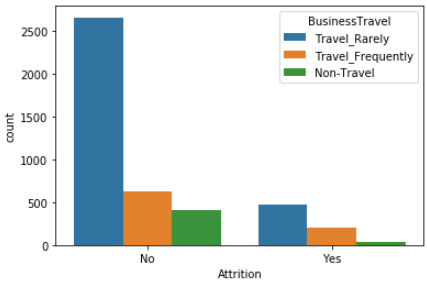 BusinessTravel
Travel_Rarely
Travel_Frequently
Non-Travel
2500
2000
1500
1000
500
0
count
No Yes
Attrition